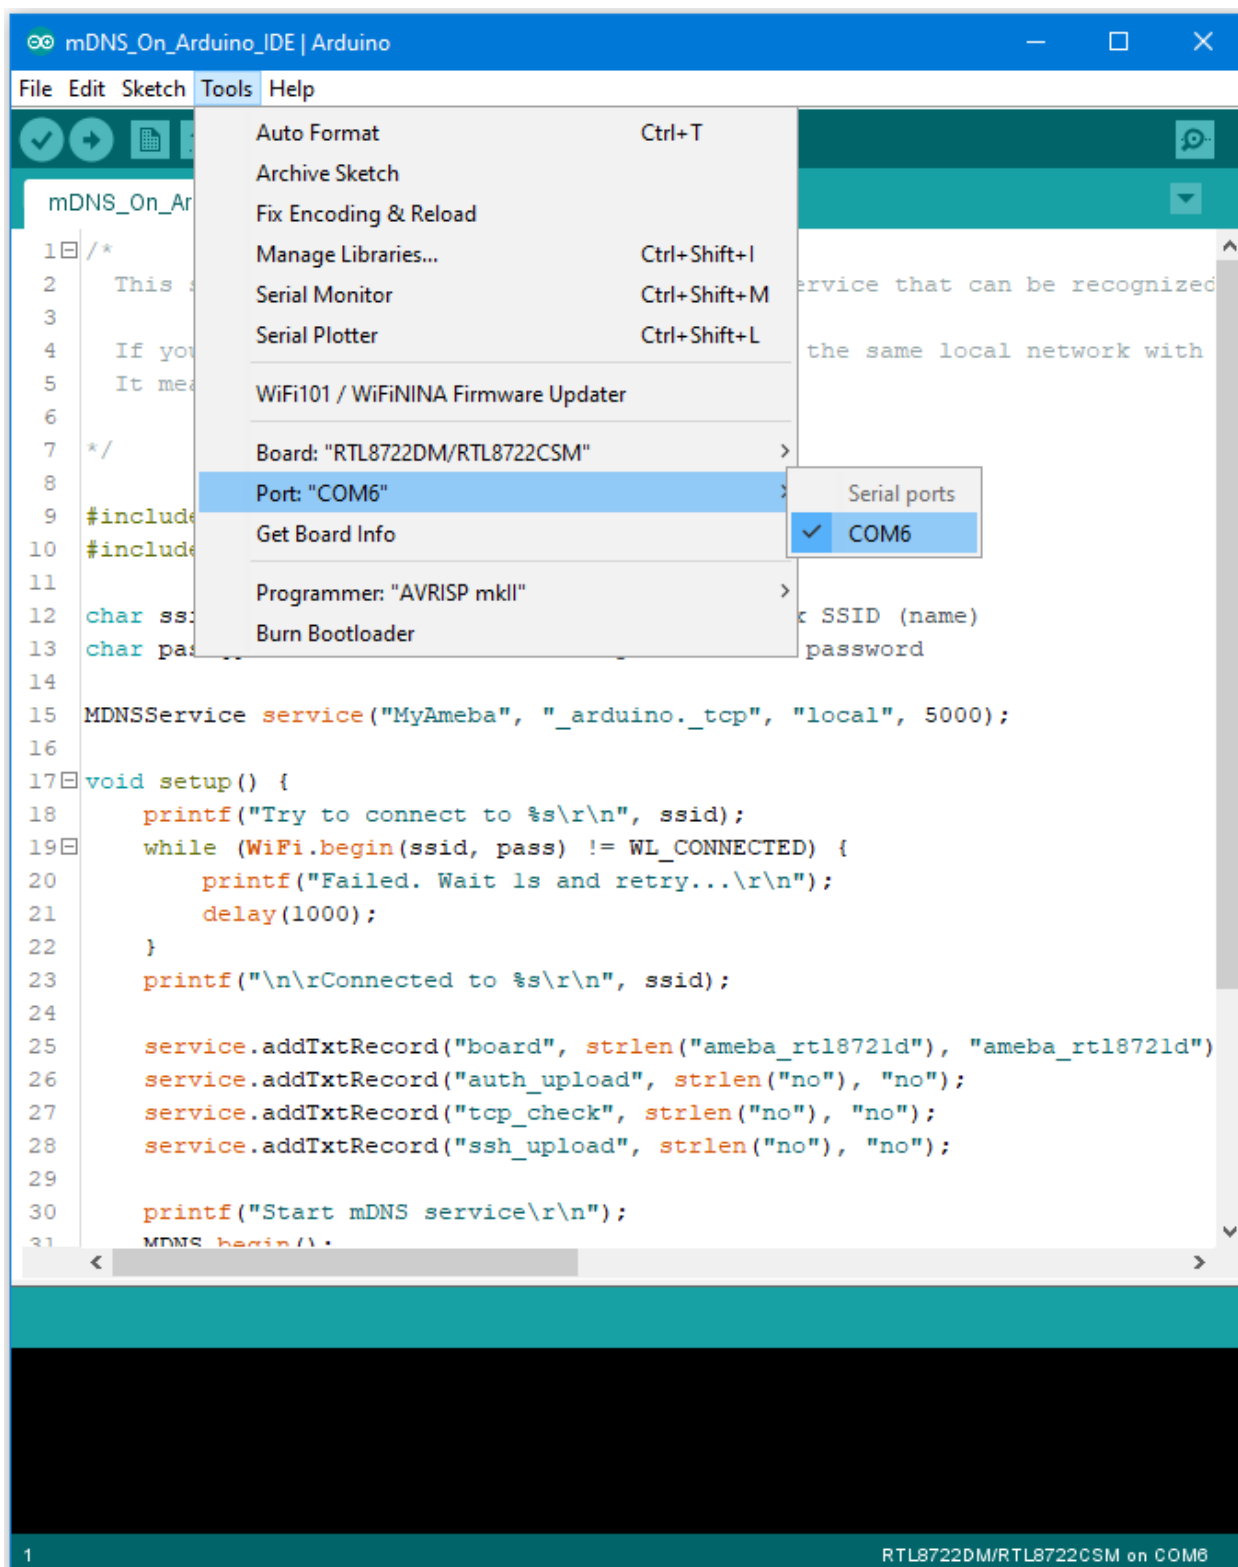 mDNS_On_Arduino_IDE | Arduino
File Edit Sketch Tools Help
Auto Format Ctrl+T
Archive Sketch
Fix Encoding & Reload
Manage Libraries... Ctrl+Shift+I
Serial Monitor Ctrl+Shift+M
Serial Plotter Ctrl+Shift+L
WiFi101 / WiFiNINA Firmware Updater
Board: "RTL8722DM/RTL8722CSM"
Port: "COM6"
Get Board Info
Programmer: "AVRISP mkII"
Burn Bootloader
Serial ports
COM6
mDNS_On_Ar
1 /*
2 This that can be recognized
3
4 If the same local network with
5 It
6
7 */
8
9 #include
10 #include
11
12 char SSID (name)
13 char password
14
15 MDNSService service("MyAmeba", "_arduino._tcp", "local", 5000);
16
17 void setup() {
18 printf("Try to connect to %s\r\n", ssid);
19 while (WiFi.begin(ssid, pass) != WL_CONNECTED) {
20 printf("Failed. Wait 1s and retry...\r\n");
21 delay(1000);
22 }
23 printf("\n\rConnected to %s\r\n", ssid);
24
25 service.addTxtRecord("board", strlen("ameba_rtl8721d"), "ameba_rtl8721d")
26 service.addTxtRecord("auth_upload", strlen("no"), "no");
27 service.addTxtRecord("tcp_check", strlen("no"), "no");
28 service.addTxtRecord("ssh_upload", strlen("no"), "no");
29
30 printf("Start mDNS service\r\n");
31 MDNS.begin();
1 RTL8722DM/RTL8722CSM on COM6